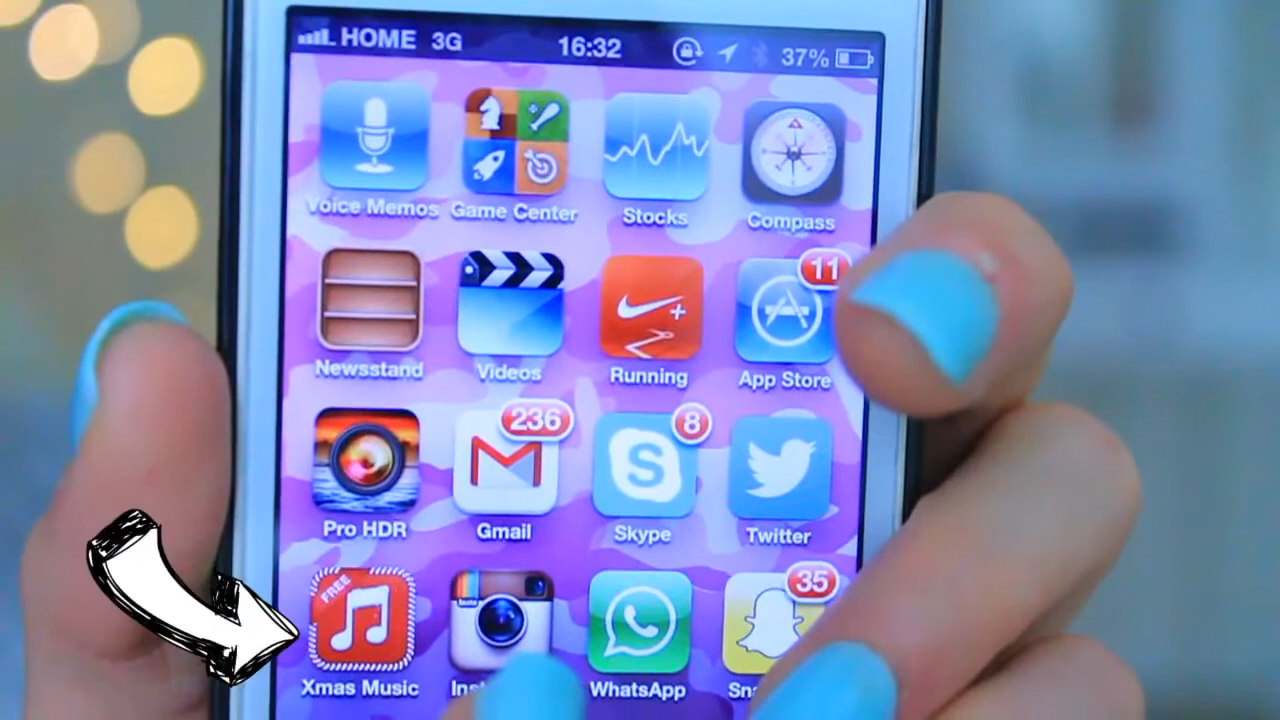 HOME 3G 16:32 37%
Voice Memos Game Center Stocks Compass
11
Newsstand Videos Running App Store
236 8
Pro HDR Gmail Skype Twitter
FREE 35
Xmas Music WhatsApp